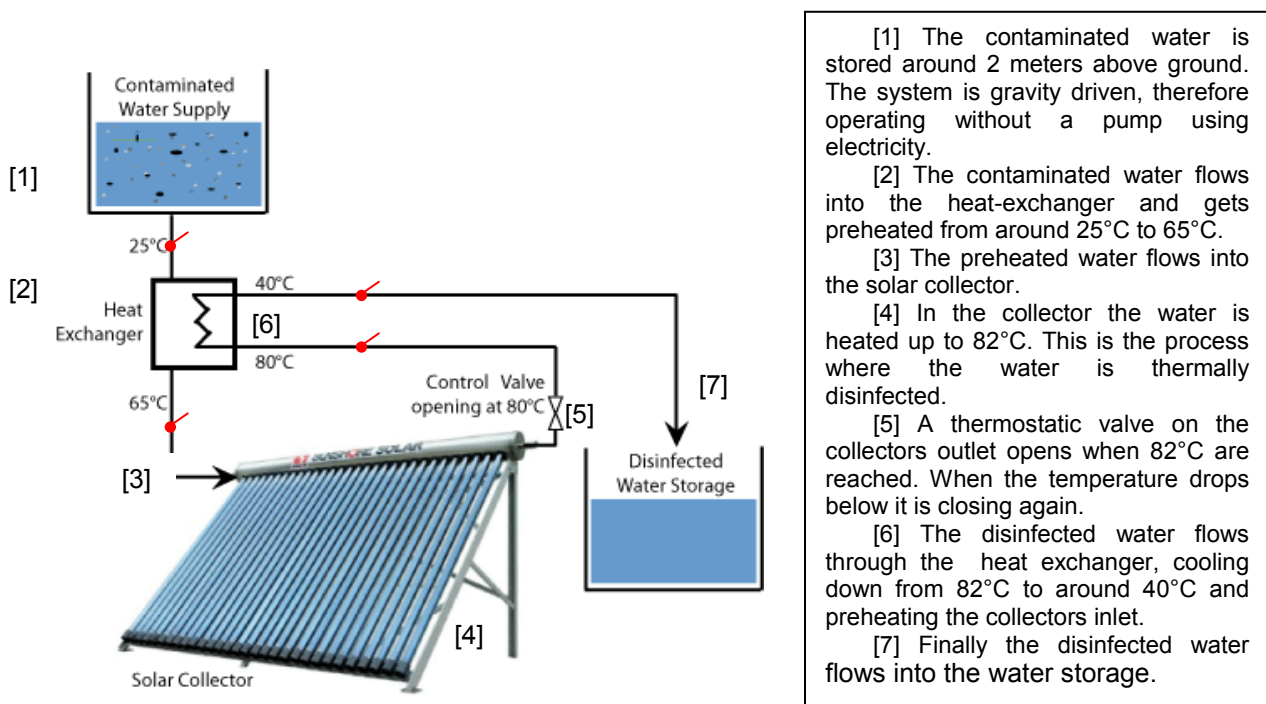 Contaminated
Water Supply
[1]
25°C
[2]
Heat
Exchanger
40°C
[6]
80°C
65°C
Control Valve
opening at 80°C
[5]
[7]
[3]
SUNSHORE SOLAR
Disinfected
Water Storage
[4]
Solar Collector
[1] The contaminated water is
stored around 2 meters above ground.
The system is gravity driven, therefore
operating without a pump using
electricity.
[2] The contaminated water flows
into the heat-exchanger and gets
preheated from around 25°C to 65°C.
[3] The preheated water flows into
the solar collector.
[4] In the collector the water is
heated up to 82°C. This is the process
where the water is thermally
disinfected.
[5] A thermostatic valve on the
collectors outlet opens when 82°C are
reached. When the temperature drops
below it is closing again.
[6] The disinfected water flows
through the heat exchanger, cooling
down from 82°C to around 40°C and
preheating the collectors inlet.
[7] Finally the disinfected water
flows into the water storage.